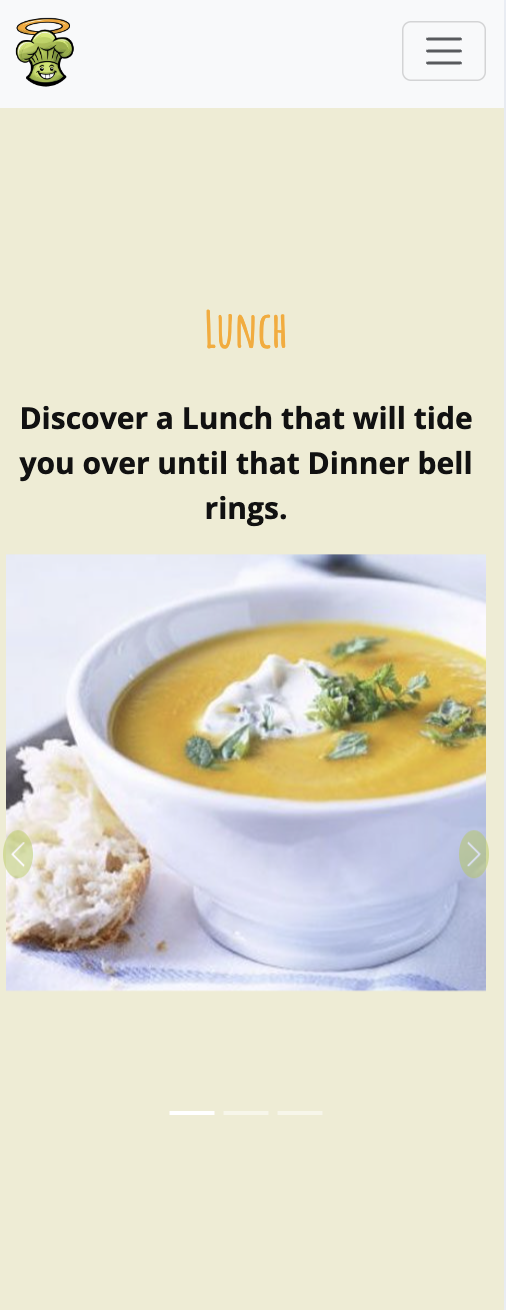 Lunch
Discover a Lunch that will tide
you over until that Dinner bell
rings.